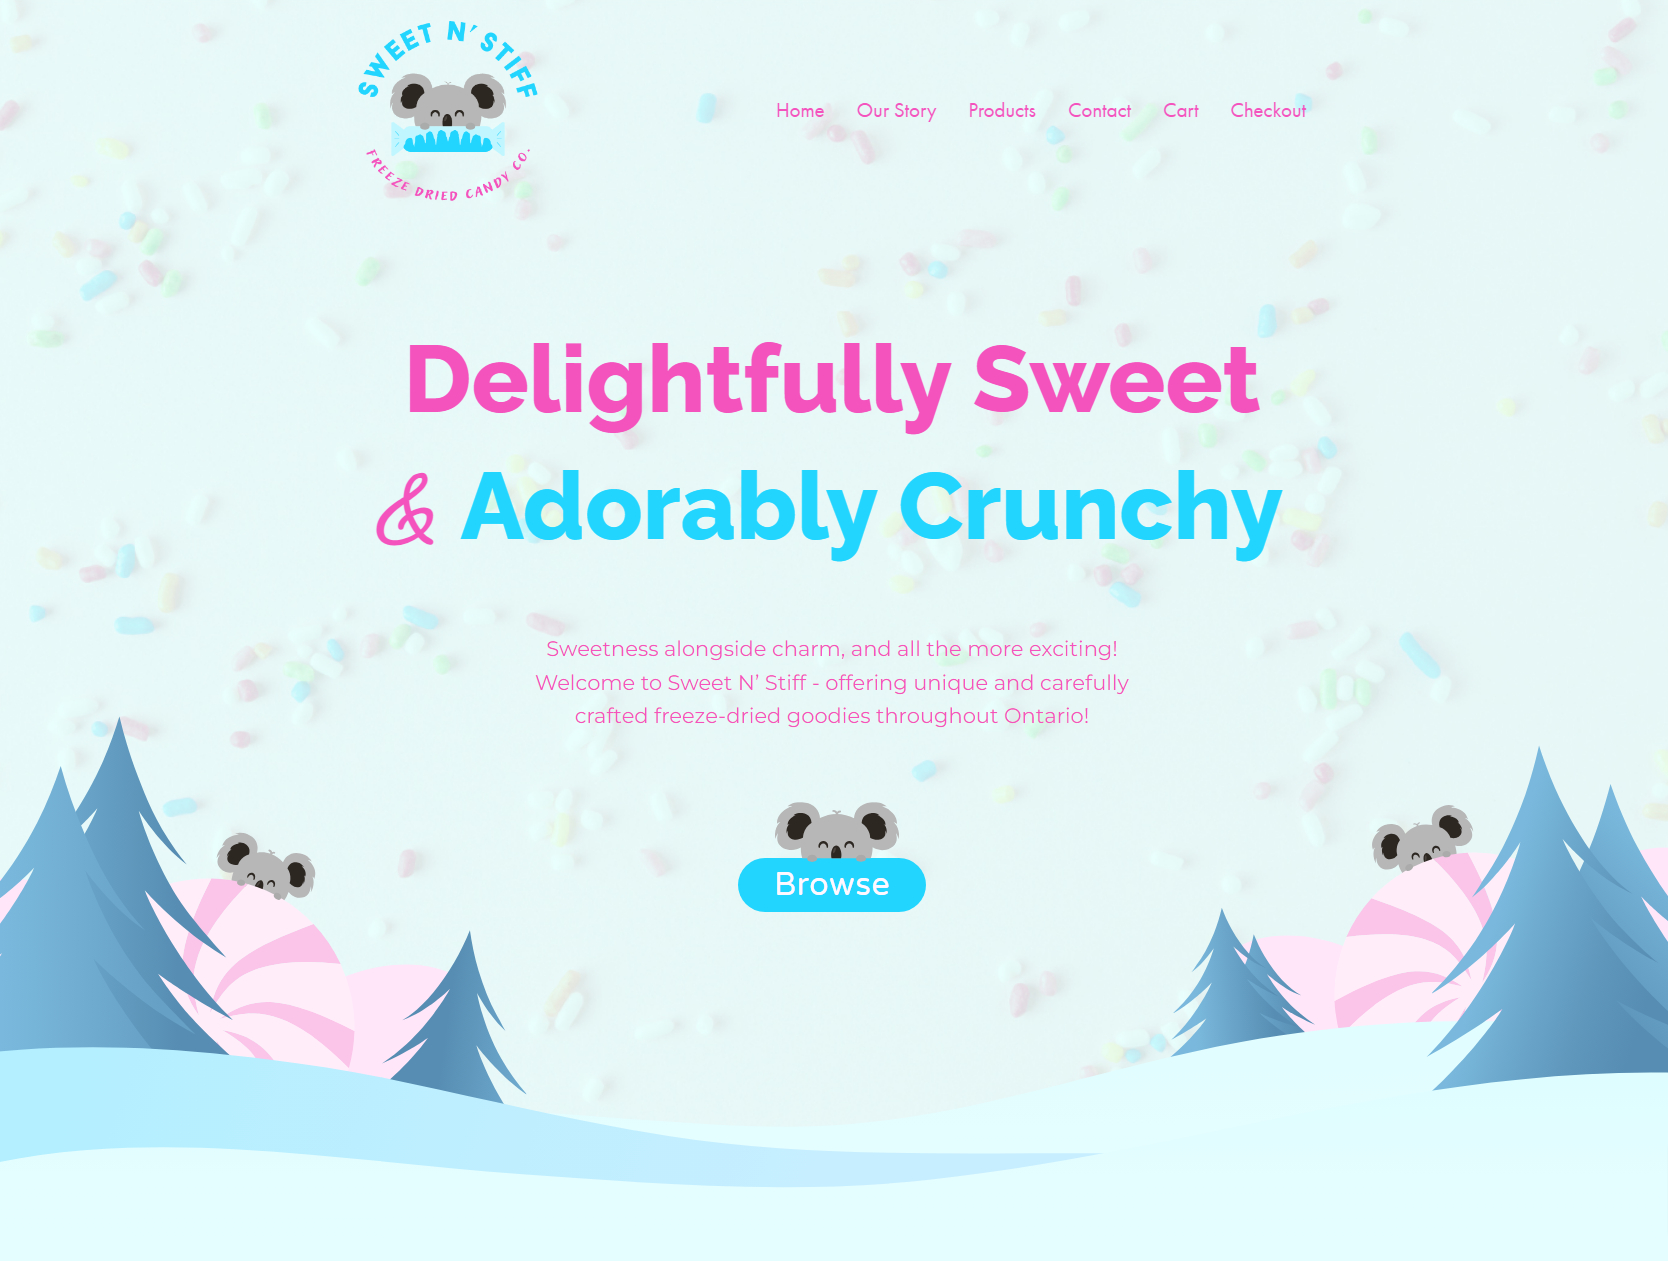 SWEET N' STIFF
FREEZE DRIED CANDY CO.
Home Our Story Products Contact Cart Checkout
Delightfully Sweet
& Adorably Crunchy
Sweetness alongside charm, and all the more exciting!
Welcome to Sweet N’ Stiff - offering unique and carefully
crafted freeze-dried goodies throughout Ontario!
Browse